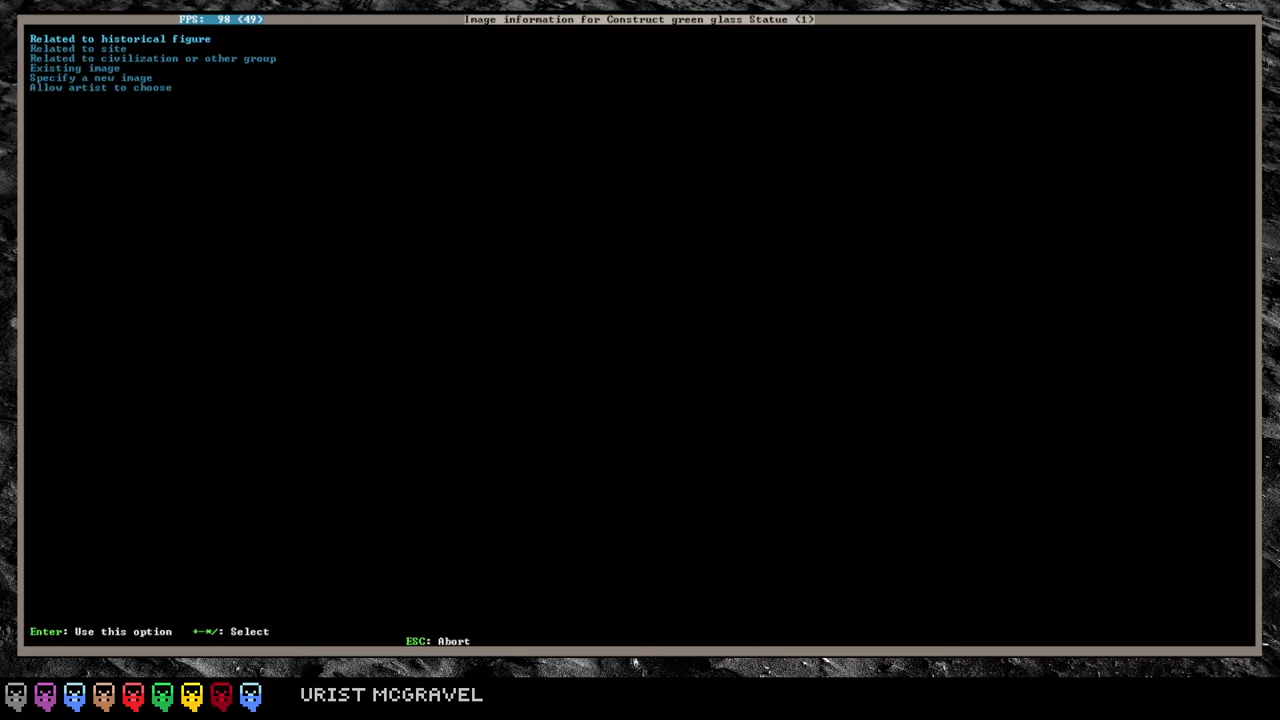 FPS: 98 (49) Image information for Construct green glass Statue (1)
Related to historical figure
Related to site
Related to civilization or other group
Existing image
Specify a new image
Allow artist to choose
Enter: Use this option +-*/: Select
ESC: Abort
URIST MCGRAVEL